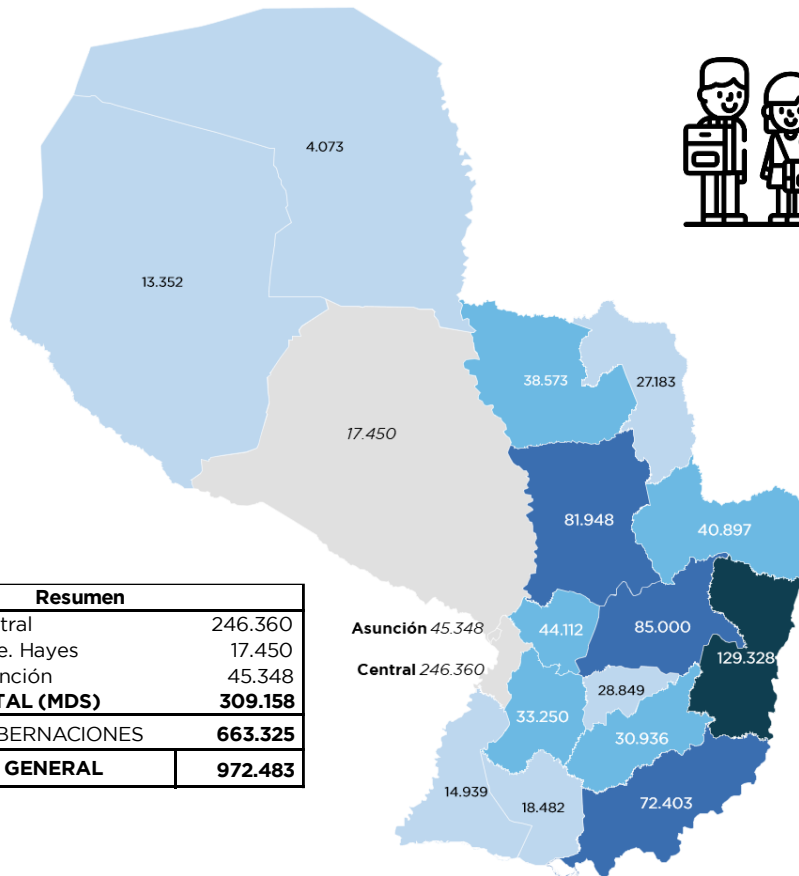 4.073
13.352
38.573
27.183
17.450
81.948
40.897
Resumen
tral 246.360
e. Hayes 17.450
nción 45.348
TAL (MDS) 309.158
BERNACIONES 663.325
GENERAL 972.483
Asunción 45.348
44.112
85.000
129.328
Central 246.360
28.849
33.250
30.936
14.939
18.482
72.403